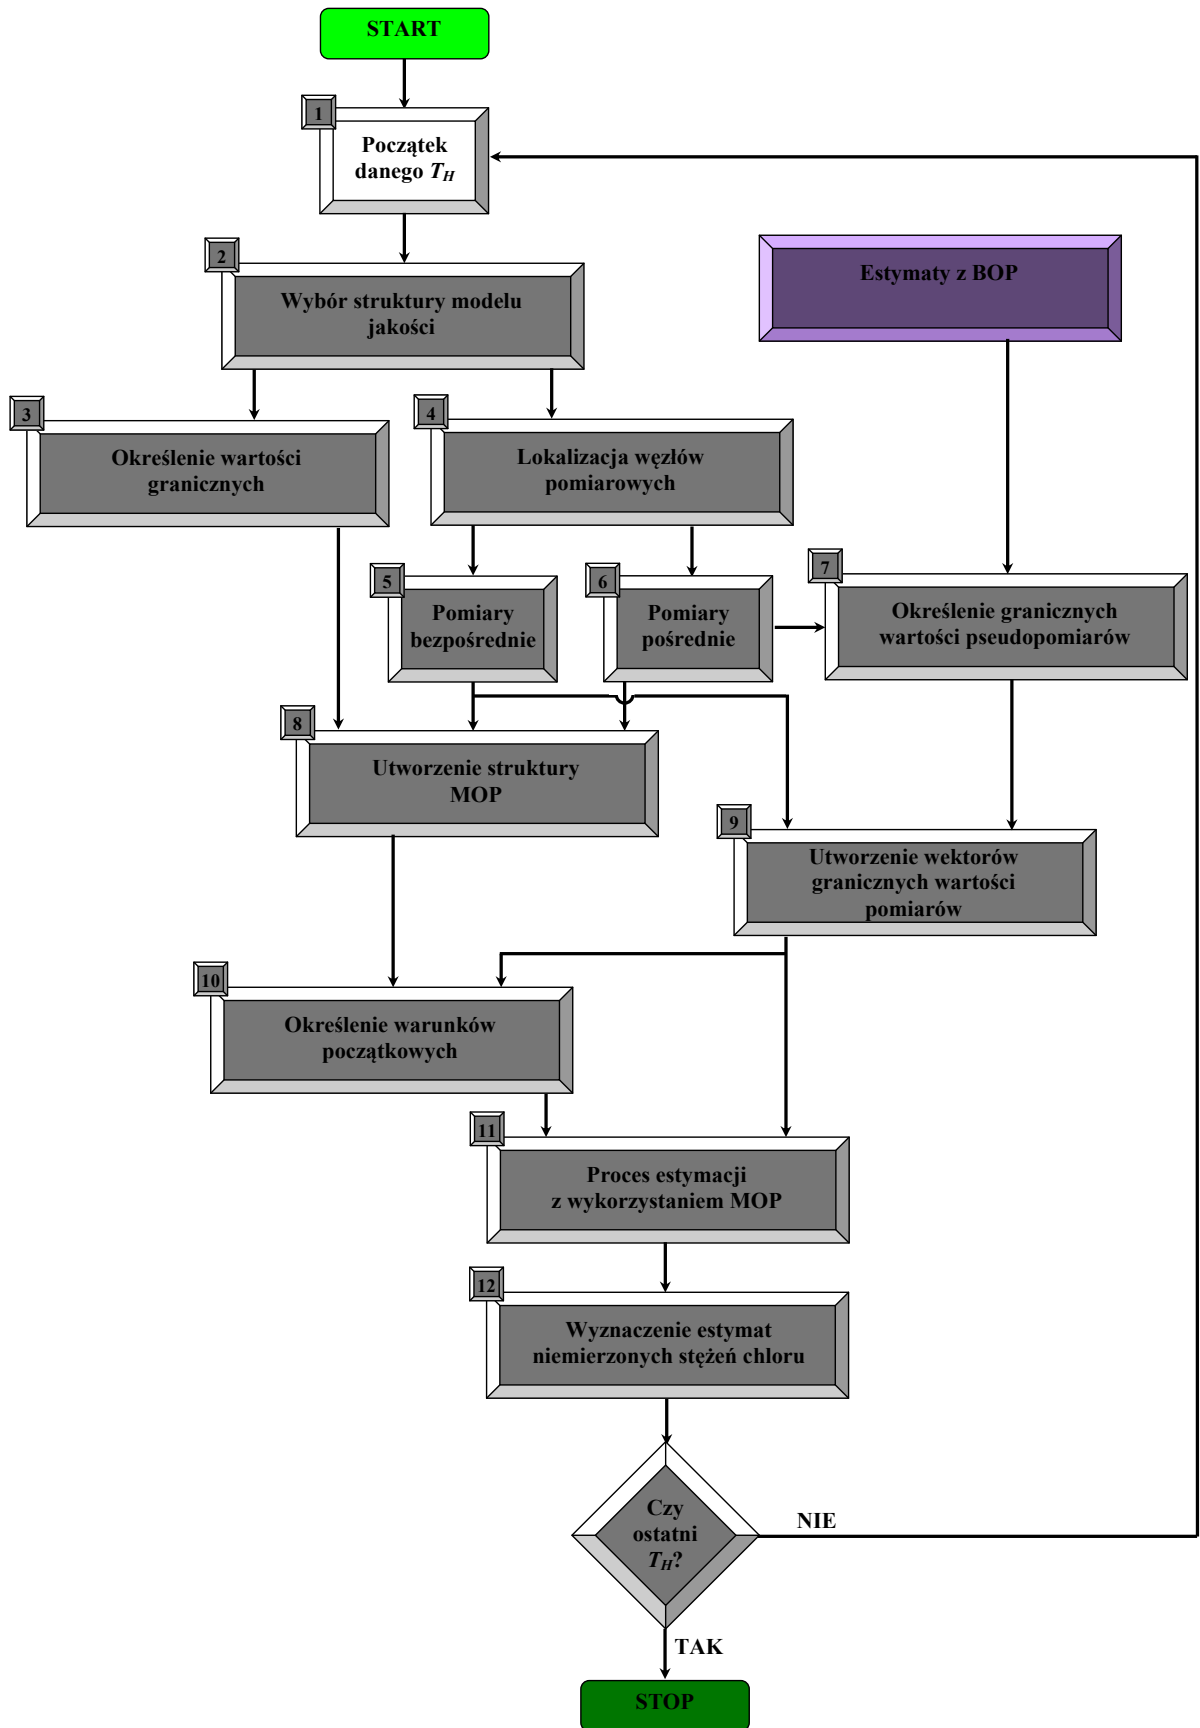 START
1
Początek
danego T_H
2
Wybór struktury modelu
jakości
Estymaty z BOP
3
Określenie wartości
granicznych
4
Lokalizacja węzłów
pomiarowych
5
Pomiary
bezpośrednie
6
Pomiary
pośrednie
7
Określenie granicznych
wartości pseudopomiarów
8
Utworzenie struktury
MOP
9
Utworzenie wektorów
granicznych wartości
pomiarów
10
Określenie warunków
początkowych
11
Proces estymacji
z wykorzystaniem MOP
12
Wyznaczenie estymat
niemierzonych stężeń chloru
Czy
ostatni
T_H?
NIE
TAK
STOP